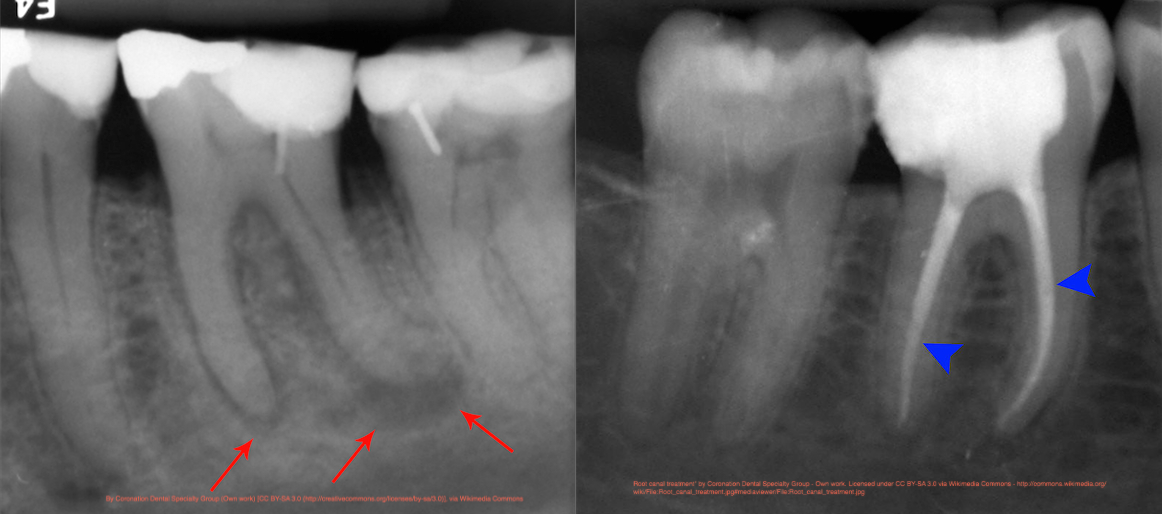 By Coronation Dental Specialty Group (Own work) [CC BY-SA 3.0 (http://creativecommons.org/licenses/by-sa/3.0)], via Wikimedia Commons
Root canal treatment" by Coronation Dental Specialty Group - Own work. Licensed under CC BY-SA 3.0 via Wikimedia Commons - http://commons.wikimedia.org/
wiki/File:Root_canal_treatment.jpg#mediaviewer/File:Root_canal_treatment.jpg